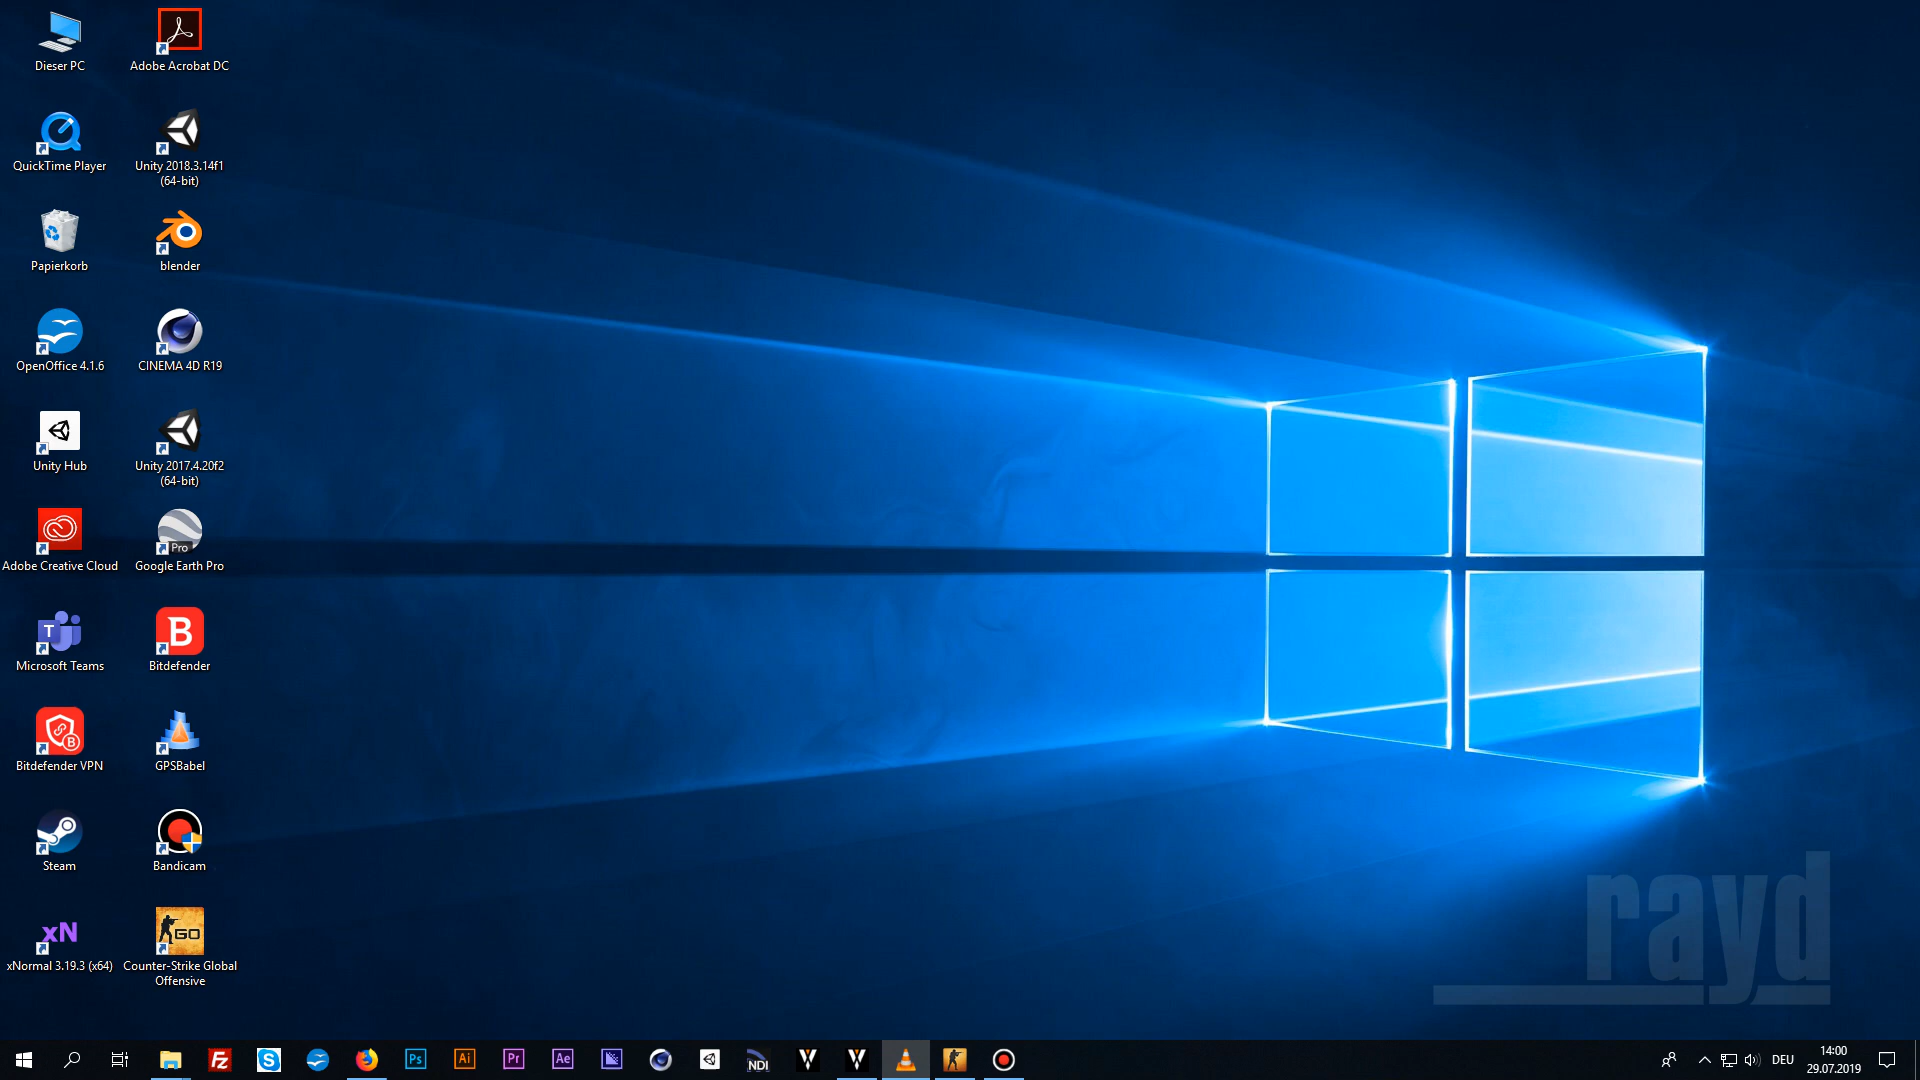 Dieser PC
Adobe Acrobat DC
QuickTime Player
Unity 2018.3.14f1
(64-bit)
Papierkorb
blender
OpenOffice 4.1.6
CINEMA 4D R19
Unity Hub
Unity 2017.4.20f2
(64-bit)
Adobe Creative Cloud
Pro
Google Earth Pro
T
Microsoft Teams
B
Bitdefender
B
Bitdefender VPN
GPSBabel
Steam
Bandicam
xN
xNormal 3.19.3 (x64)
GO
Counter-Strike Global
Offensive
rayd
Fz
S
Ps
Ai
Pr
Ae
NDI
DEU
14:00
29.07.2019